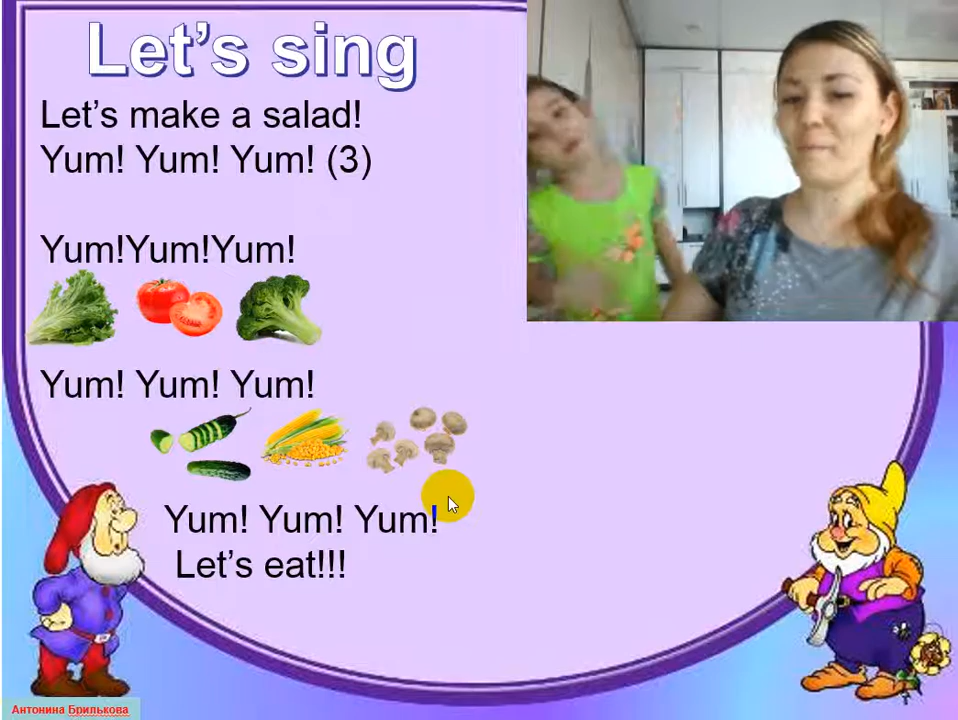 Let's sing
Let's make a salad!
Yum! Yum! Yum! (3)
Yum!Yum!Yum!
Yum! Yum! Yum!
Yum! Yum! Yum!
Let's eat!!!
Антонина Брилькова